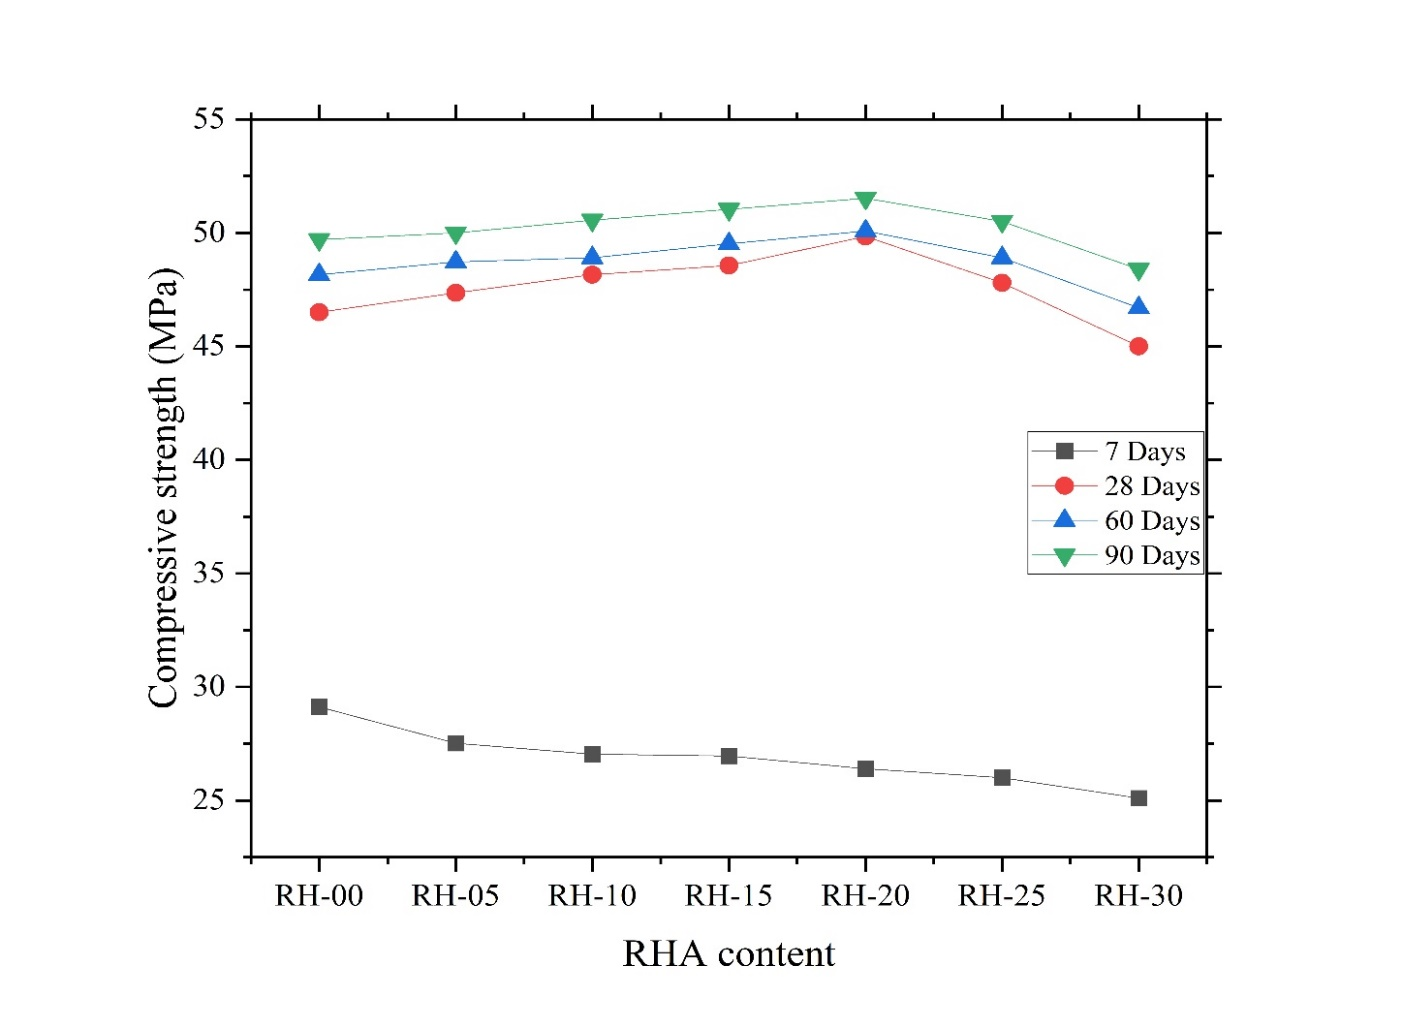 55
50
45
40
35
30
25
Compressive strength (MPa)
7 Days
28 Days
60 Days
90 Days
RH-00 RH-05 RH-10 RH-15 RH-20 RH-25 RH-30
RHA content